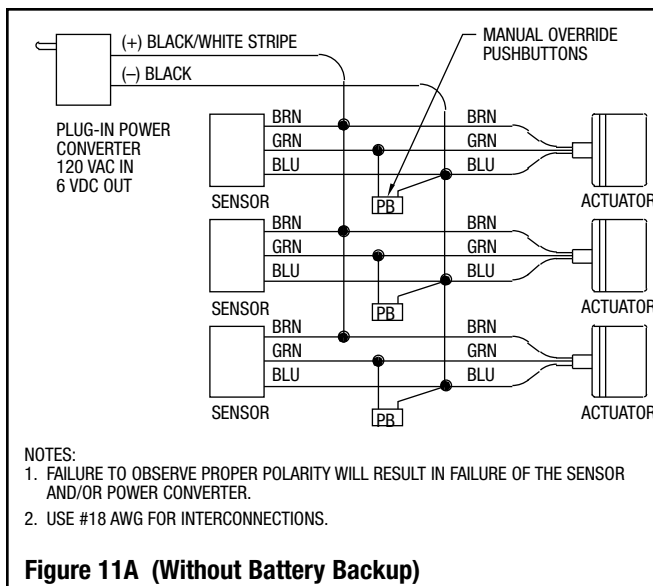 (+) BLACK/WHITE STRIPE
(–) BLACK
MANUAL OVERRIDE
PUSHBUTTONS
PLUG-IN POWER
CONVERTER
120 VAC IN
6 VDC OUT
BRN
GRN
BLU
SENSOR
PB
BRN
GRN
BLU
ACTUATOR
BRN
GRN
BLU
SENSOR
PB
BRN
GRN
BLU
ACTUATOR
BRN
GRN
BLU
SENSOR
PB
BRN
GRN
BLU
ACTUATOR
NOTES:
1. FAILURE TO OBSERVE PROPER POLARITY WILL RESULT IN FAILURE OF THE SENSOR
AND/OR POWER CONVERTER.
2. USE #18 AWG FOR INTERCONNECTIONS.
Figure 11A (Without Battery Backup)